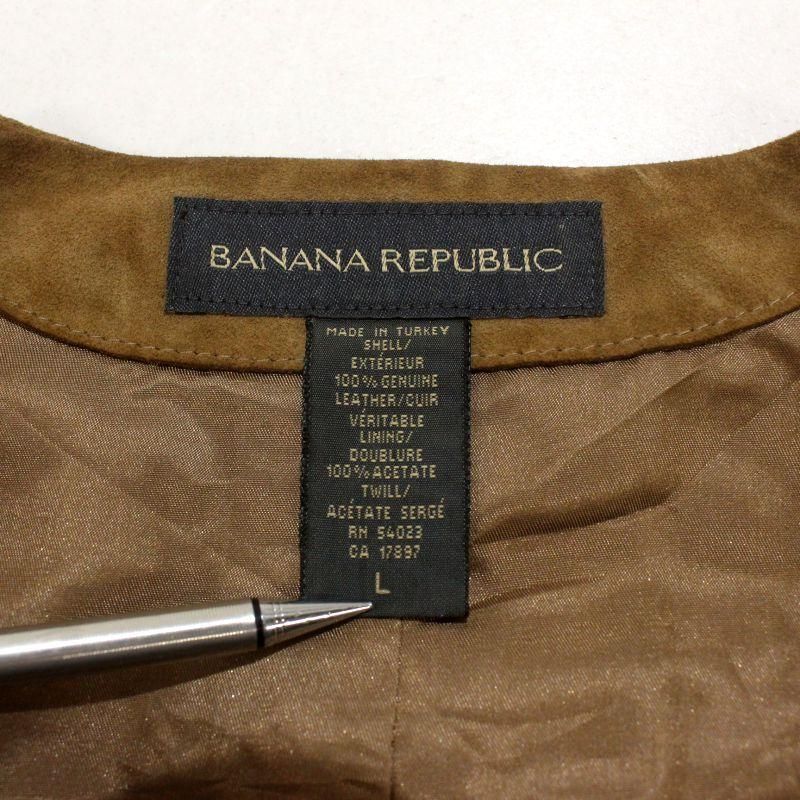 BANANA REPUBLIC
MADE IN TURKEY
SHELL/
EXTÉRIEUR
100% GENUINE
LEATHER/CUIR
VÉRITABLE
LINING/
DOUBLURE
100% ACETATE
TWILL/
ACÉTATE SERGÉ
RN 54023
CA 17897
L